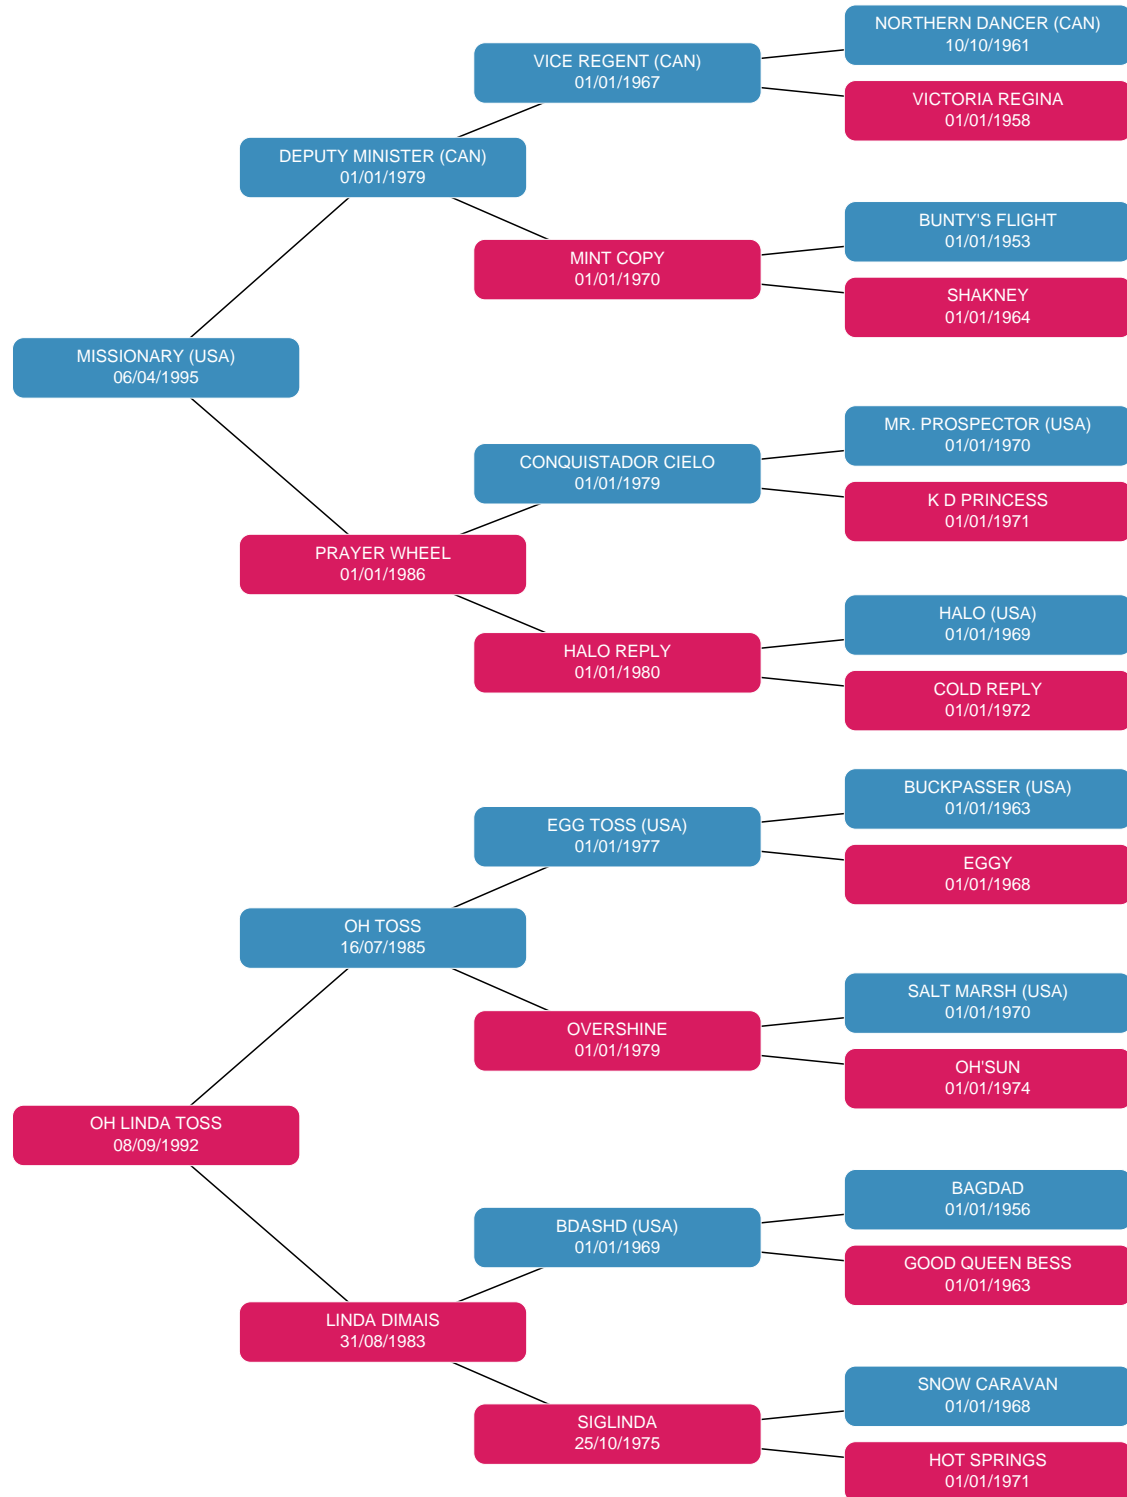 NORTHERN DANCER (CAN)
10/10/1961
VICE REGENT (CAN)
01/01/1967
VICTORIA REGINA
01/01/1958
DEPUTY MINISTER (CAN)
01/01/1979
BUNTY'S FLIGHT
01/01/1953
MINT COPY
01/01/1970
SHAKNEY
01/01/1964
MISSIONARY (USA)
06/04/1995
MR. PROSPECTOR (USA)
01/01/1970
CONQUISTADOR CIELO
01/01/1979
K D PRINCESS
01/01/1971
PRAYER WHEEL
01/01/1986
HALO (USA)
01/01/1969
HALO REPLY
01/01/1980
COLD REPLY
01/01/1972
BUCKPASSER (USA)
01/01/1963
EGG TOSS (USA)
01/01/1977
EGGY
01/01/1968
OH TOSS
16/07/1985
SALT MARSH (USA)
01/01/1970
OVERSHINE
01/01/1979
OH'SUN
01/01/1974
OH LINDA TOSS
08/09/1992
BAGDAD
01/01/1956
BDASHD (USA)
01/01/1969
GOOD QUEEN BESS
01/01/1963
LINDA DIMAIS
31/08/1983
SNOW CARAVAN
01/01/1968
SIGLINDA
25/10/1975
HOT SPRINGS
01/01/1971